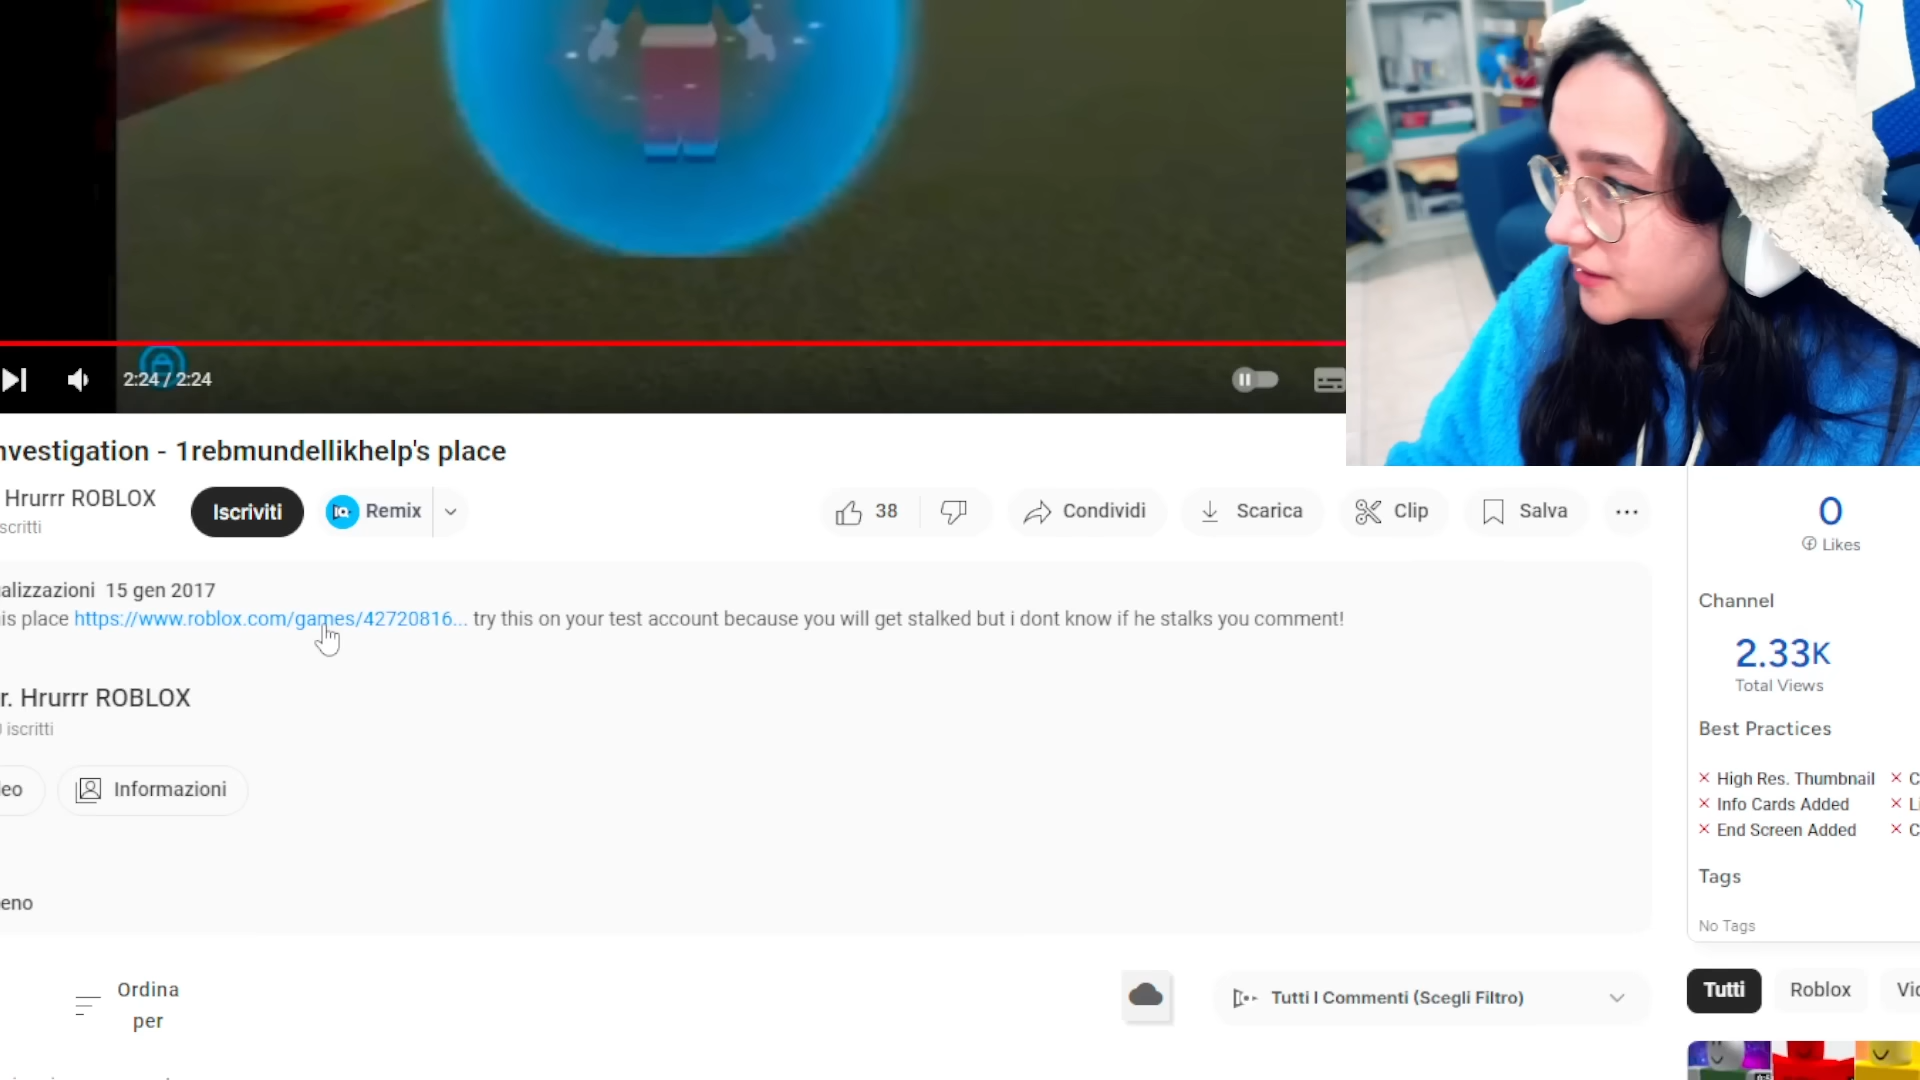 2:24 / 2:24
nvestigation - 1rebmundellikhelp's place
Hrurrr ROBLOX
scritti
Iscriviti
Remix
38
Condividi
Scarica
Clip
Salva
0
Likes
alizzazioni 15 gen 2017
is place https://www.roblox.com/games/42720816... try this on your test account because you will get stalked but i dont know if he stalks you comment!
Channel
2.33K
Total Views
r. Hrurrr ROBLOX
iscritti
Best Practices
eo
Informazioni
High Res. Thumbnail
Info Cards Added
End Screen Added
Tags
eno
No Tags
Ordina
per
Tutti I Commenti (Scegli Filtro)
Tutti
Roblox